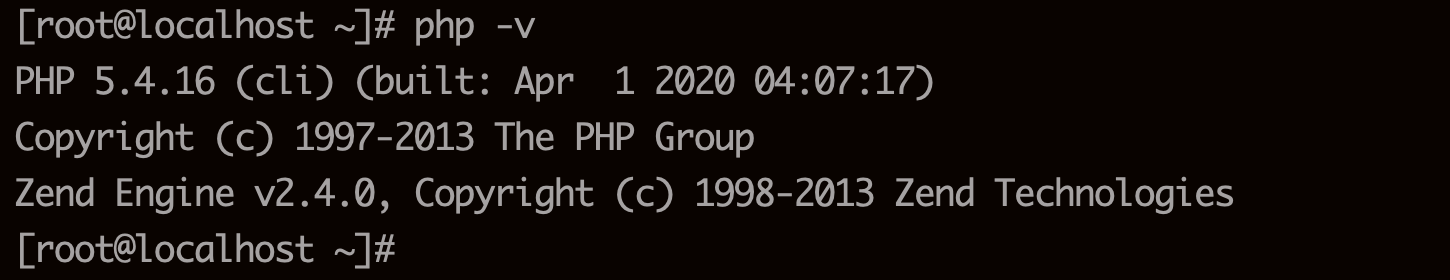 [root@localhost ~]# php -v
PHP 5.4.16 (cli) (built: Apr  1 2020 04:07:17)
Copyright (c) 1997-2013 The PHP Group
Zend Engine v2.4.0, Copyright (c) 1998-2013 Zend Technologies
[root@localhost ~]#